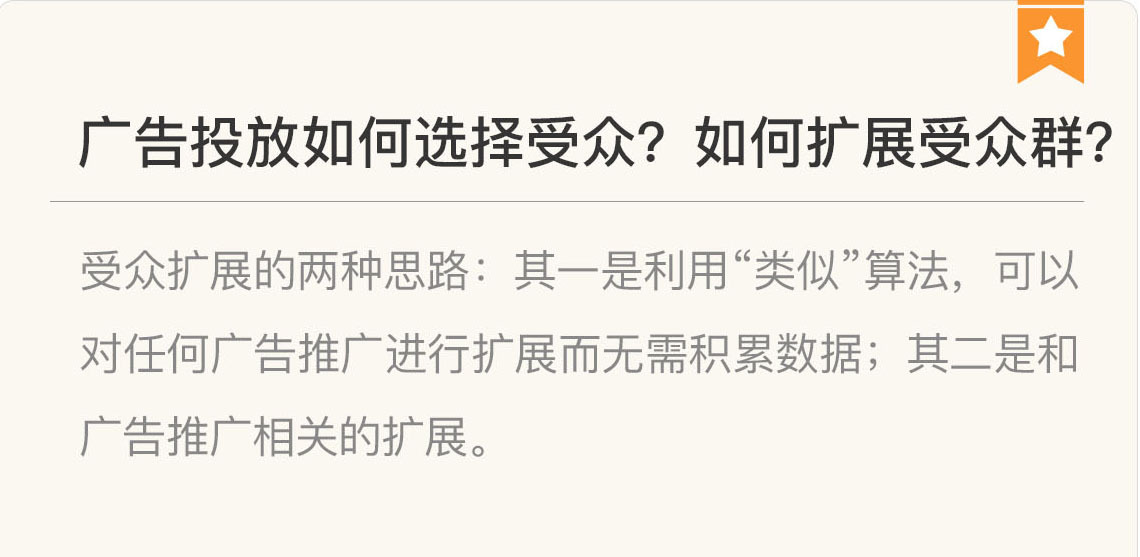 广告投放如何选择受众？如何扩展受众群？
受众扩展的两种思路：其一是利用“类似”算法，可以
对任何广告推广进行扩展而无需积累数据；其二是和
广告推广相关的扩展。